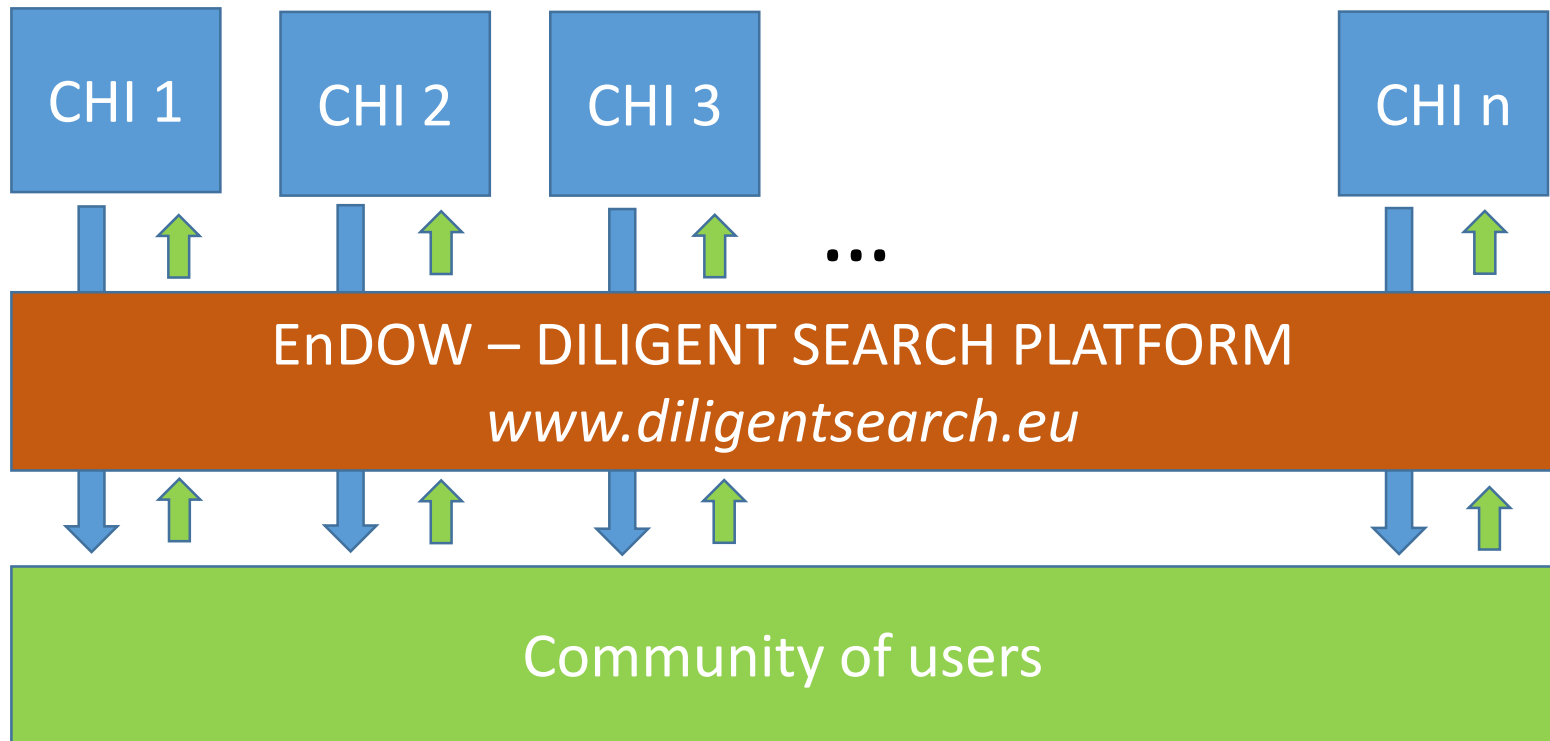 CHI 1
CHI 2
CHI 3
CHI n
...
EnDOW – DILIGENT SEARCH PLATFORM
www.diligentsearch.eu
Community of users